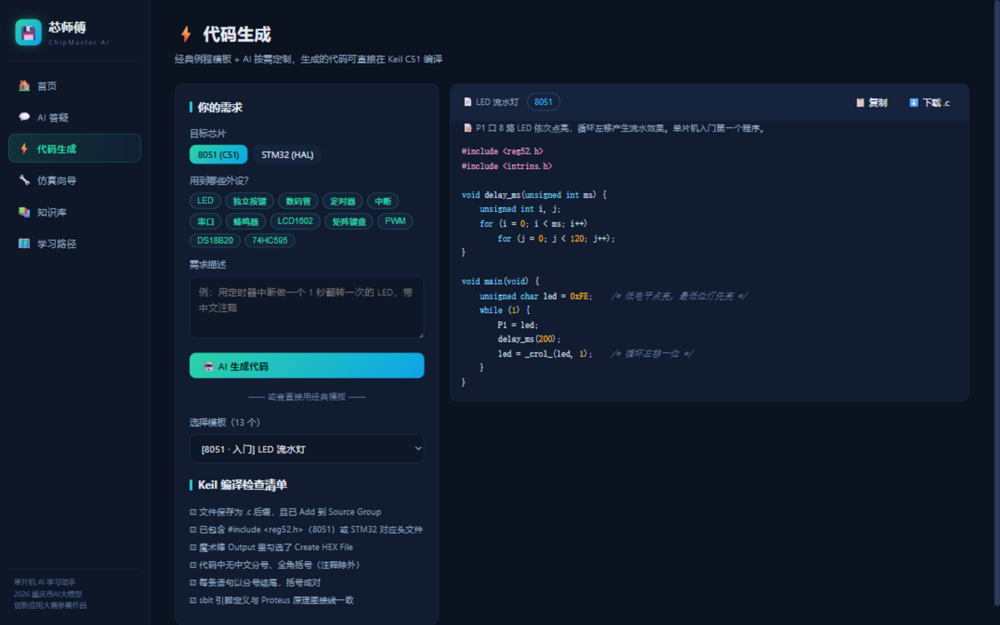 芯师傅
ChipMaster AI
首页
AI 答疑
代码生成
仿真向导
知识库
学习路径
单片机 AI 学习助手
2026 重庆市AI大模型
创新应用大赛参赛作品
代码生成
经典例程模板 + AI 按需定制，生成的代码可直接在 Keil C51 编译
你的需求
目标芯片
8051 (C51) STM32 (HAL)
用到哪些外设?
LED 独立按键 数码管 定时器 中断
串口 蜂鸣器 LCD1602 矩阵键盘 PWM
DS18B20 74HC595
需求描述
例：用定时器中断做一个 1 秒翻转一次的 LED，带
中文注释
AI 生成代码
—— 或者直接用经典模板 ——
选择模板（13 个）
[8051 · 入门] LED 流水灯
Keil 编译检查清单
☑ 文件保存为 .c 后缀，且已 Add 到 Source Group
☑ 已包含 #include <reg52.h>（8051）或 STM32 对应头文件
☑ 魔术棒 Output 里勾选了 Create HEX File
☑ 代码中无中文分号、全角括号（注释除外）
☑ 每条语句以分号结尾，括号成对
☑ sbit 引脚定义与 Proteus 原理图接线一致
LED 流水灯 8051 复制 下载 .c
P1 口 8 路 LED 依次点亮，循环左移产生流水效果。单片机入门第一个程序。
#include <reg52.h>
#include <intrins.h>
void delay_ms(unsigned int ms) {
    unsigned int i, j;
    for (i = 0; i < ms; i++)
        for (j = 0; j < 120; j++);
}
void main(void) {
    unsigned char led = 0xFE;    /* 低电平点亮，最低位灯先亮 */
    while (1) {
        P1 = led;
        delay_ms(200);
        led = _crol_(led, 1);    /* 循环左移一位 */
    }
}